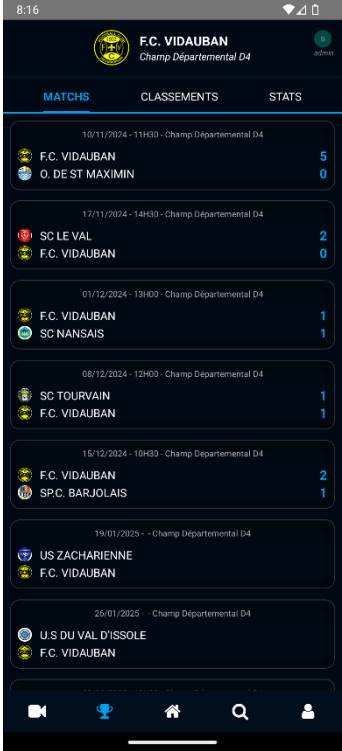 8:16
F.C. VIDAUBAN
Champ Départemental D4
S
admin
MATCHS CLASSEMENTS STATS
10/11/2024 - 11H30 - Champ Départemental D4
F.C. VIDAUBAN 5
O. DE ST MAXIMIN 0
17/11/2024 - 14H30 - Champ Départemental D4
SC LE VAL 2
F.C. VIDAUBAN 0
01/12/2024 - 13H00 - Champ Départemental D4
F.C. VIDAUBAN 1
SC NANSAIS 1
08/12/2024 - 12H00 - Champ Départemental D4
SC TOURVAIN 1
F.C. VIDAUBAN 1
15/12/2024 - 10H30 - Champ Départemental D4
F.C. VIDAUBAN 2
SP.C. BARJOLAIS 1
19/01/2025 - - Champ Départemental D4
US ZACHARIENNE
F.C. VIDAUBAN
26/01/2025 - - Champ Départemental D4
U.S DU VAL D'ISSOLE
F.C. VIDAUBAN